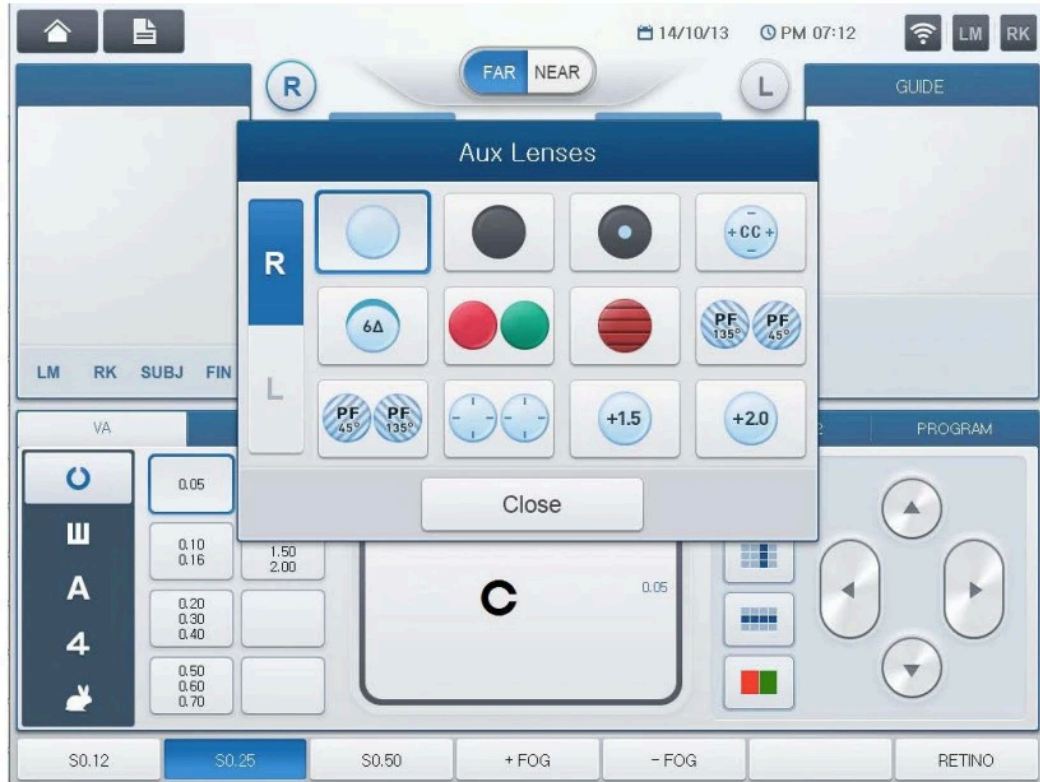 14/10/13 PM 07:12 LM RK
FAR NEAR
R L
GUIDE
Aux Lenses
R
+CC+
6Δ
PF 135° PF 45°
L
PF 45° PF 135°
+1.5
+2.0
LM RK SUBJ FIN
VA
PROGRAM
Close
0.05
0.10
0.16
1.50
2.00
0.20
0.30
0.40
0.50
0.60
0.70
Ш
A
4
C
0.05
S0.12 S0.25 S0.50 + FOG - FOG RETINO